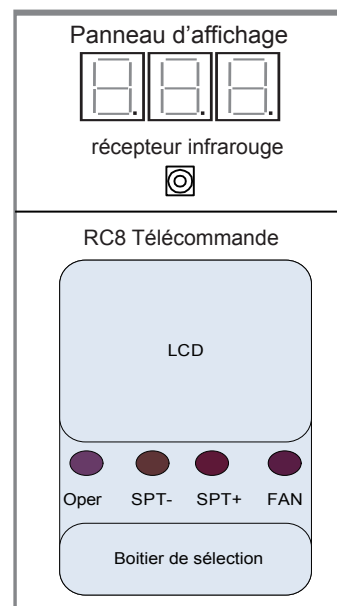 Panneau d'affichage
récepteur infrarouge
RC8 Télécommande
LCD
Oper SPT- SPT+ FAN
Boitier de sélection